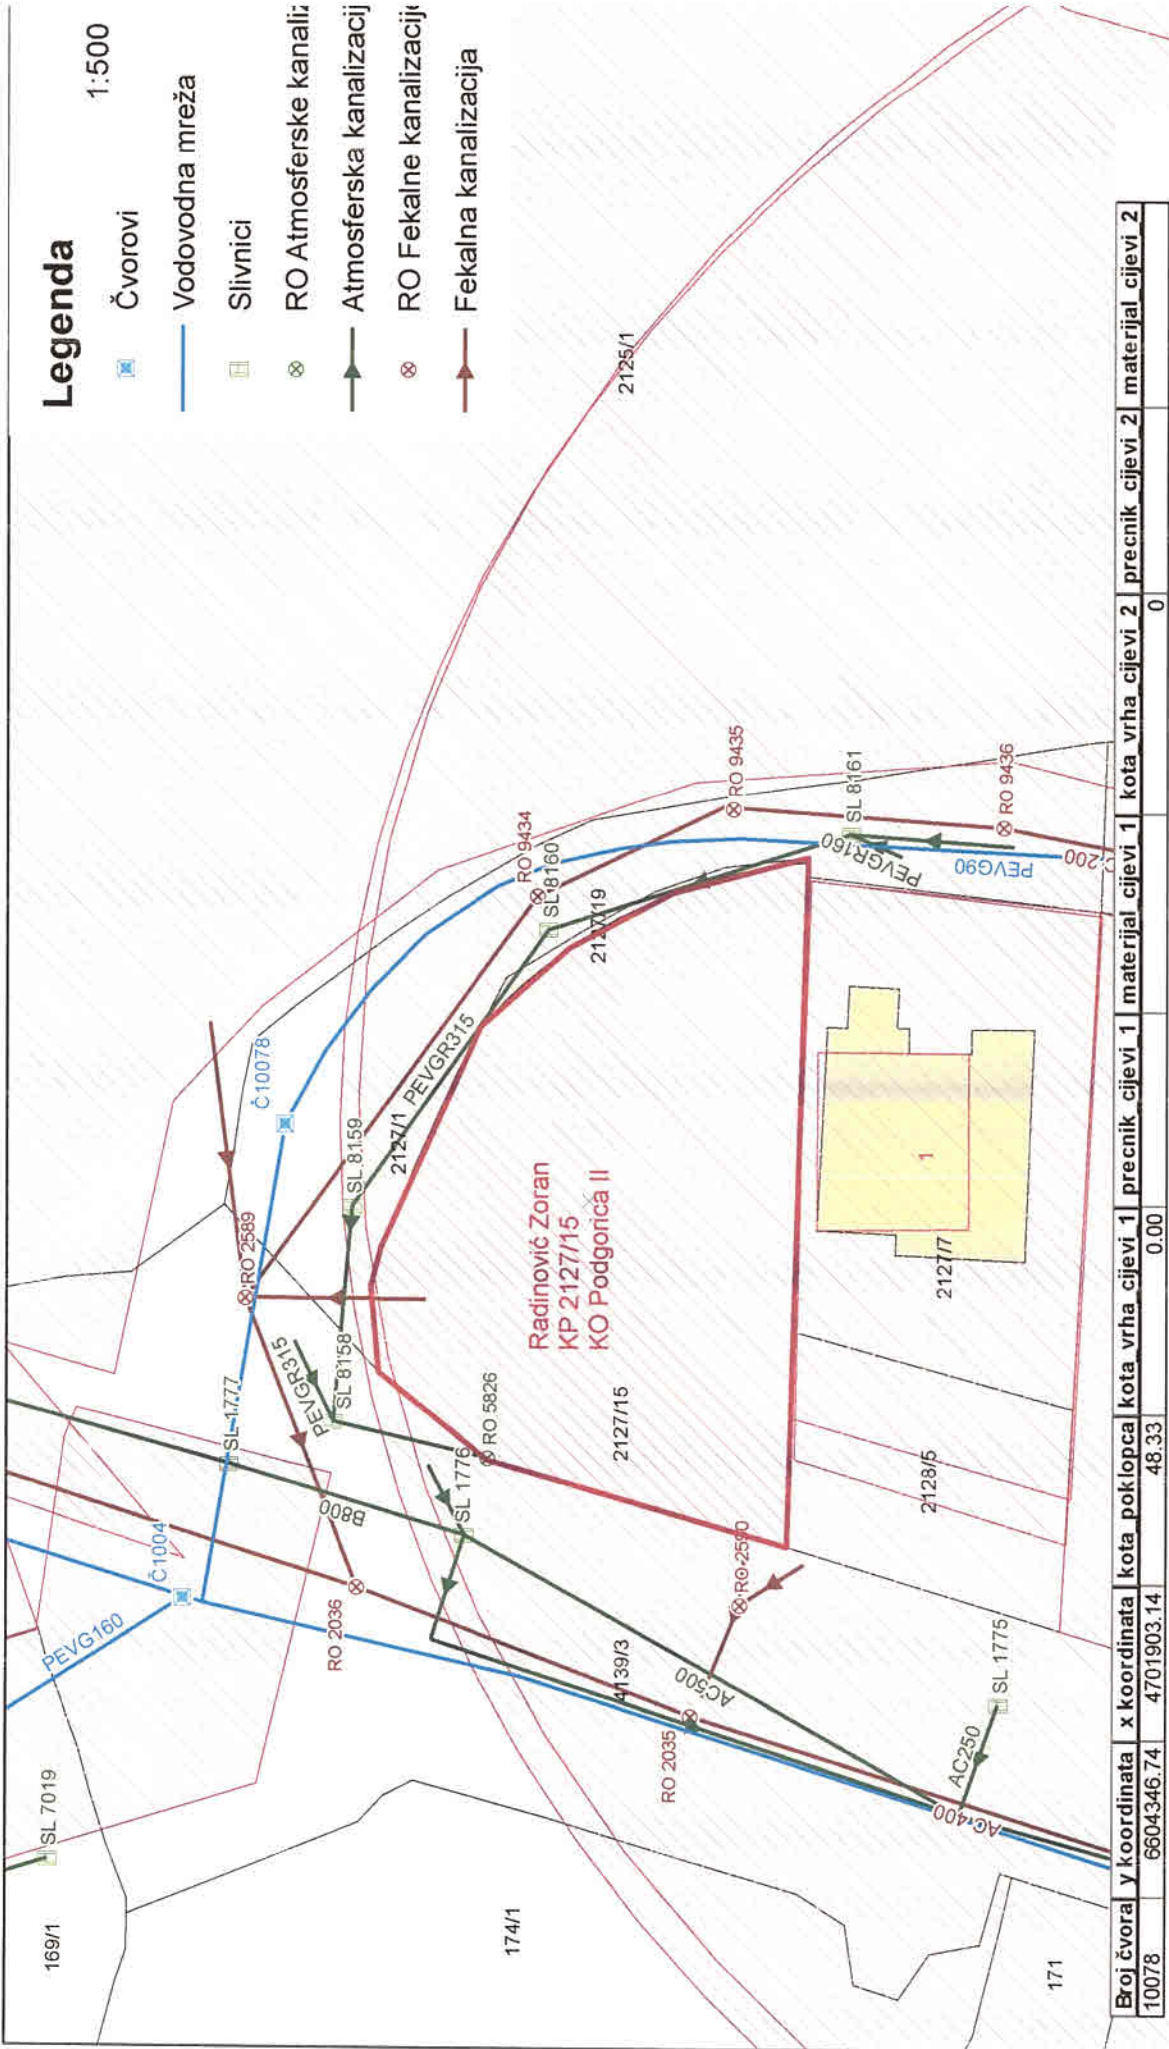 Legenda
1:500
Čvorovi
Vodovodna mreža
Slivnici
RO Atmosferske kanaliz
Atmosferska kanalizacij
RO Fekalne kanalizacije
Fekalna kanalizacija
169/1
SL 7019
PEVG160
Č1004
SL 1777
RO 2589
Č10078
174/1
RO 2036
B800
PEVGR315
SL 8158
SL 8159
2127/1
PEVGR315
RO 9434
SL 8160
2125/1
RO 5826
SL 1776
Radinović Zoran
KP 2127/15
KO Podgorica II
2127/15
2127/19
4139/3
RO 2035
AC500
RO 2590
RO 9435
SL 8161
PEVGR160
PEVG90
RO 9436
200
171
AC400
AC250
SL 1775
2128/5
2127/7
1
Broj čvora y koordinata x koordinata kota_poklopca kota_vrha_cijevi_1 precnik_cijevi_1 materijal_cijevi_1 kota_vrha_cijevi_2 precnik_cijevi_2 materijal_cijevi_2
10078 6604346.74 4701903.14 48.33 0.00 0